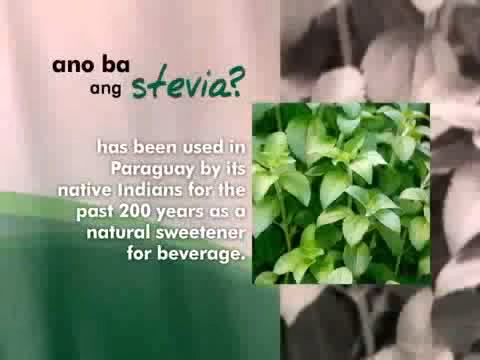 ano ba
ang stevia?
has been used in
Paraguay by its
native Indians for the
past 200 years as a
natural sweetener
for beverage.